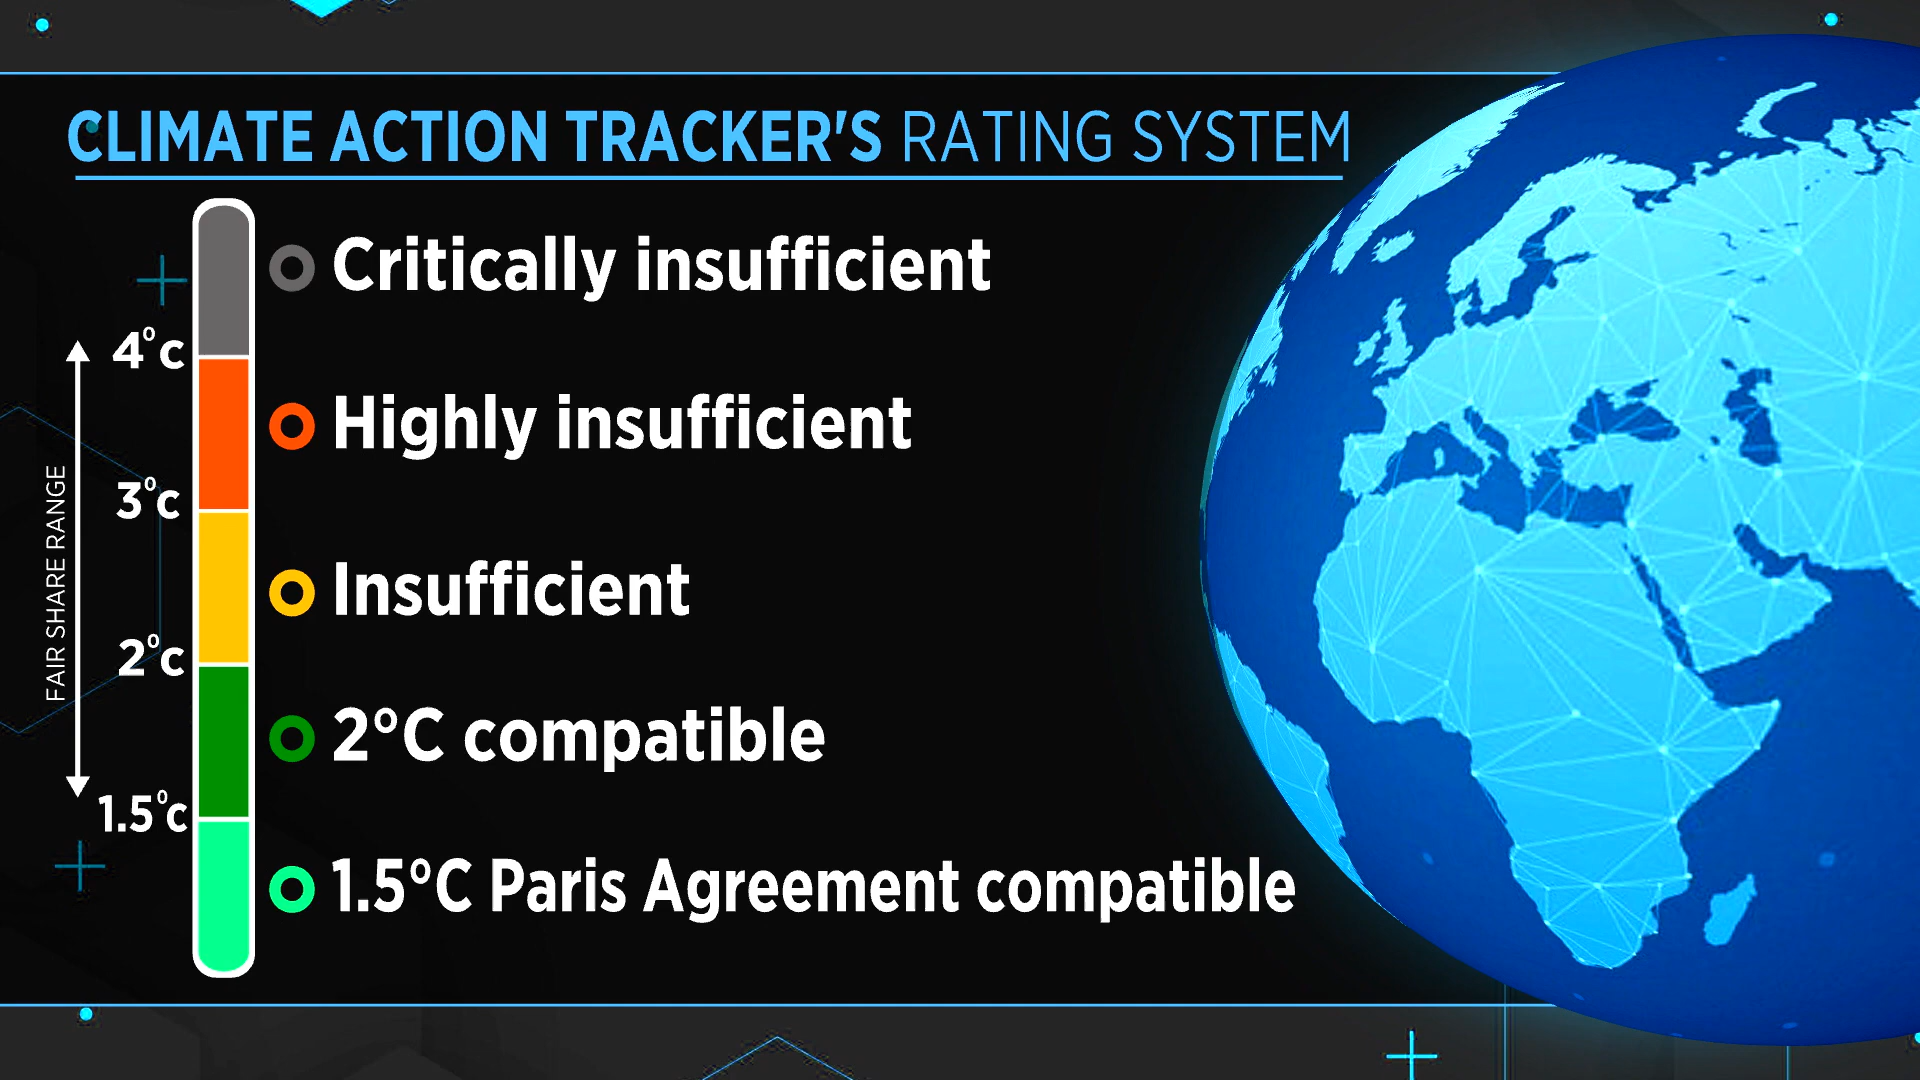 CLIMATE ACTION TRACKER'S RATING SYSTEM
Critically insufficient
4°c
Highly insufficient
3°c
FAIR SHARE RANGE
Insufficient
2°c
2°C compatible
1.5°c
1.5°C Paris Agreement compatible